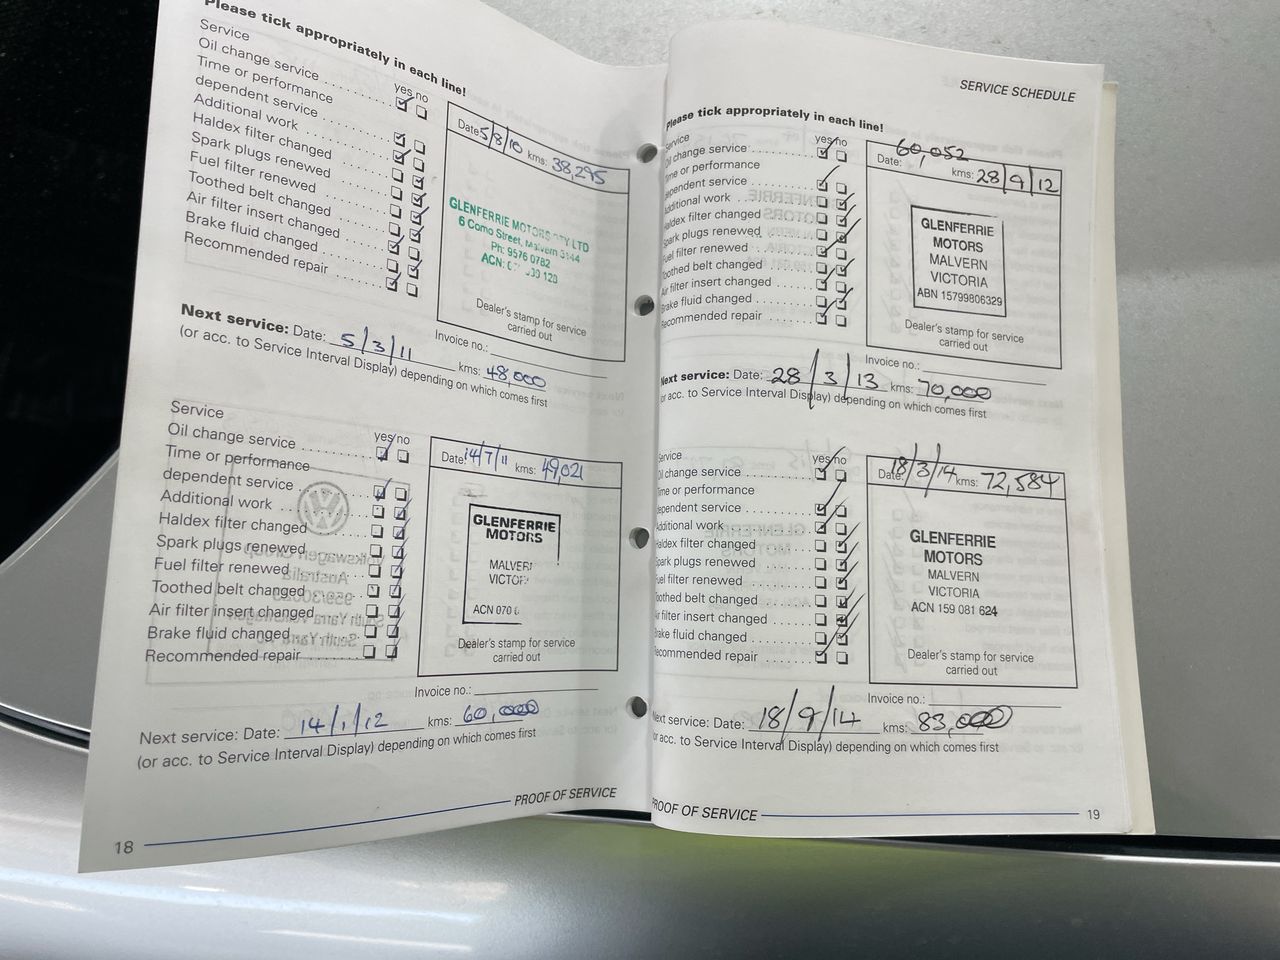 Please tick appropriately in each line!
Service
yes no
Oil change service
Time or performance
dependent service
Additional work
Haldex filter changed
Spark plugs renewed
Fuel filter renewed
Toothed belt changed
Air filter insert changed
Brake fluid changed
Recommended repair
Date: 5/8/10 kms: 38,295
GLENFERRIE MOTORS PTY LTD
6 Como Street, Malvern 3144
Ph: 9576 0782
ACN:
Dealer's stamp for service
carried out
Invoice no.:
Next service: Date: 5/3/11 kms: 48,000
(or acc. to Service Interval Display) depending on which comes first
Service
yes no
Oil change service
Time or performance
dependent service
Additional work
Haldex filter changed
Spark plugs renewed
Fuel filter renewed
Toothed belt changed
Air filter insert changed
Brake fluid changed
Recommended repair
Date: 14/7/11 kms: 49,021
GLENFERRIE
MOTORS
MALVER
VICTOR
ACN 070
Dealer's stamp for service
carried out
Invoice no.:
Next service: Date: 14/1/12 kms: 60,000
(or acc. to Service Interval Display) depending on which comes first
PROOF OF SERVICE
18
SERVICE SCHEDULE
Please tick appropriately in each line!
Service
yes no
Oil change service
Time or performance
dependent service
Additional work
Haldex filter changed
Spark plugs renewed
Fuel filter renewed
Toothed belt changed
Air filter insert changed
Brake fluid changed
Recommended repair
60,052
Date: kms: 28/9/12
GLENFERRIE
MOTORS
MALVERN
VICTORIA
ABN 15799806329
Dealer's stamp for service
carried out
Invoice no.:
Next service: Date: 28/3/13 kms: 70,000
or acc. to Service Interval Display) depending on which comes first
Service
yes no
Oil change service
Time or performance
dependent service
Additional work
Haldex filter changed
Spark plugs renewed
Fuel filter renewed
Toothed belt changed
Air filter insert changed
Brake fluid changed
Recommended repair
Date: 18/3/14 kms: 72,584
GLENFERRIE
MOTORS
MALVERN
VICTORIA
ACN 159 081 624
Dealer's stamp for service
carried out
Invoice no.:
Next service: Date: 18/9/14 kms: 83,000
or acc. to Service Interval Display) depending on which comes first
PROOF OF SERVICE
19